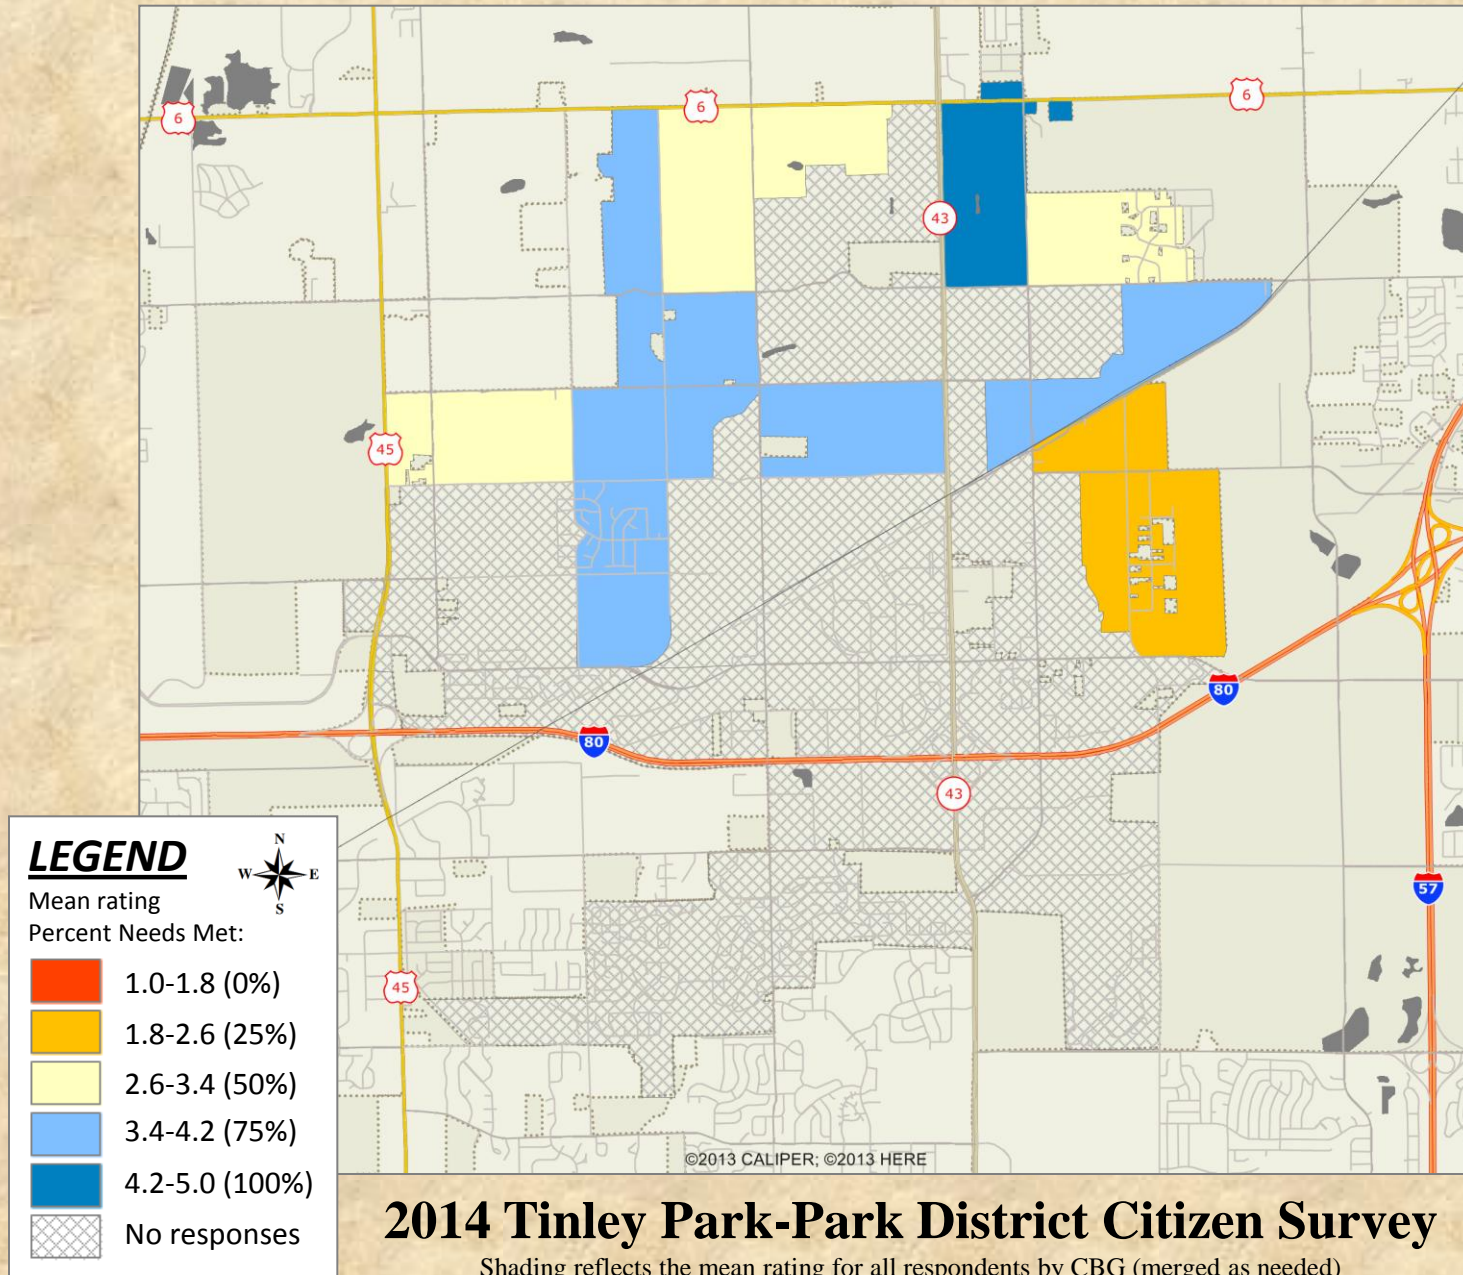 6
6
6
43
45
80
80
43
57
45
LEGEND
N
W E
S
Mean rating
Percent Needs Met:
1.0-1.8 (0%)
1.8-2.6 (25%)
2.6-3.4 (50%)
3.4-4.2 (75%)
4.2-5.0 (100%)
No responses
©2013 CALIPER; ©2013 HERE
2014 Tinley Park-Park District Citizen Survey
Shading reflects the mean rating for all respondents by CBG (merged as needed)